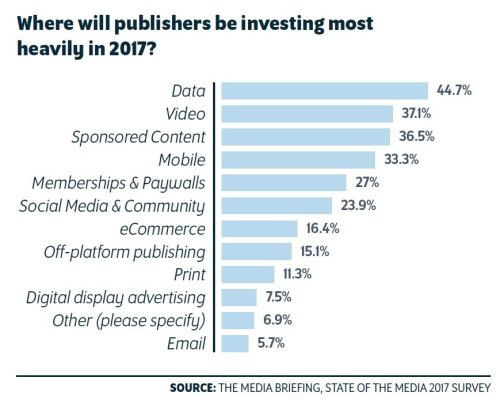 Where will publishers be investing most
heavily in 2017?
Data 44.7%
Video 37.1%
Sponsored Content 36.5%
Mobile 33.3%
Memberships & Paywalls 27%
Social Media & Community 23.9%
eCommerce 16.4%
Off-platform publishing 15.1%
Print 11.3%
Digital display advertising 7.5%
Other (please specify) 6.9%
Email 5.7%
SOURCE: THE MEDIA BRIEFING, STATE OF THE MEDIA 2017 SURVEY